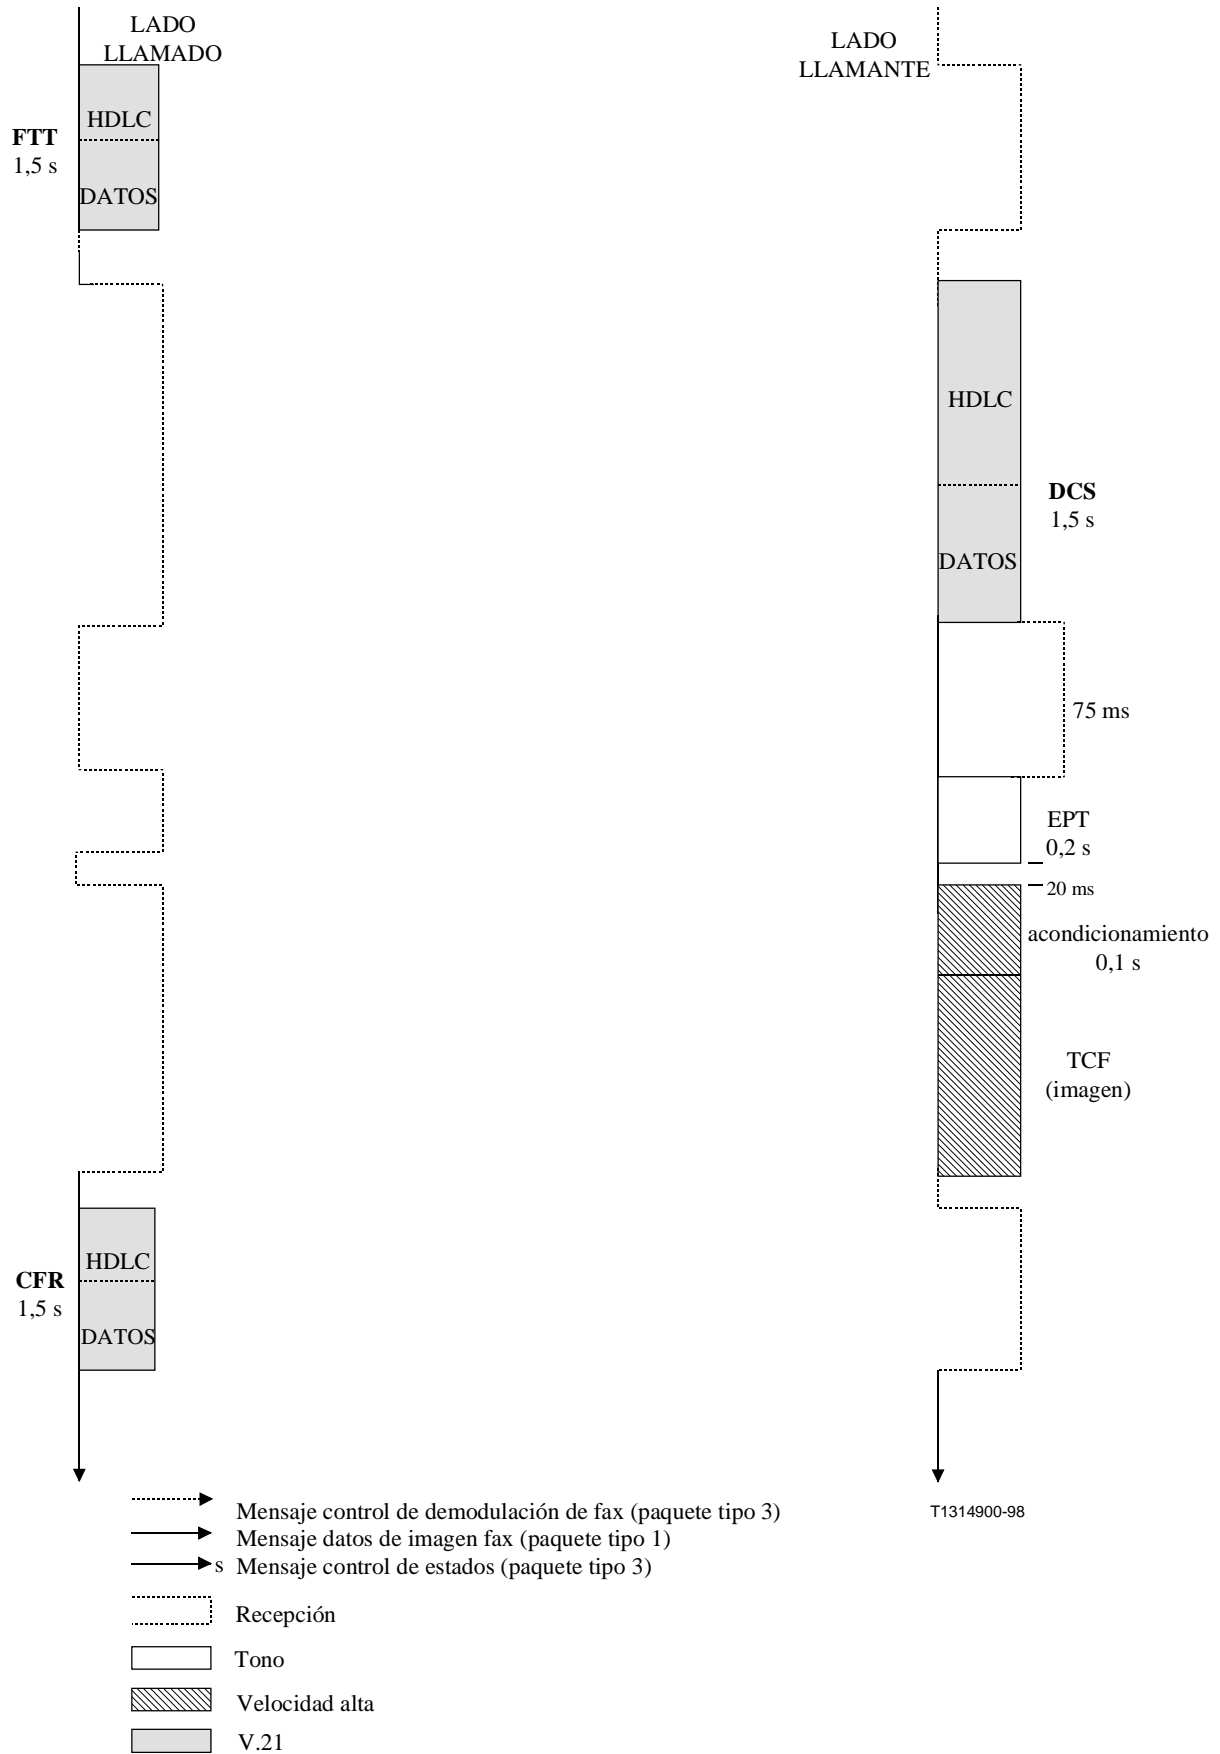 LADO
LLAMADO
LADO
LLAMANTE
HDLC
FTT
1,5 s
DATOS
HDLC
DCS
1,5 s
DATOS
75 ms
EPT
0,2 s
20 ms
acondicionamiento
0,1 s
TCF
(imagen)
HDLC
CFR
1,5 s
DATOS
Mensaje control de demodulación de fax (paquete tipo 3)
T1314900-98
Mensaje datos de imagen fax (paquete tipo 1)
s Mensaje control de estados (paquete tipo 3)
Recepción
Tono
Velocidad alta
V.21